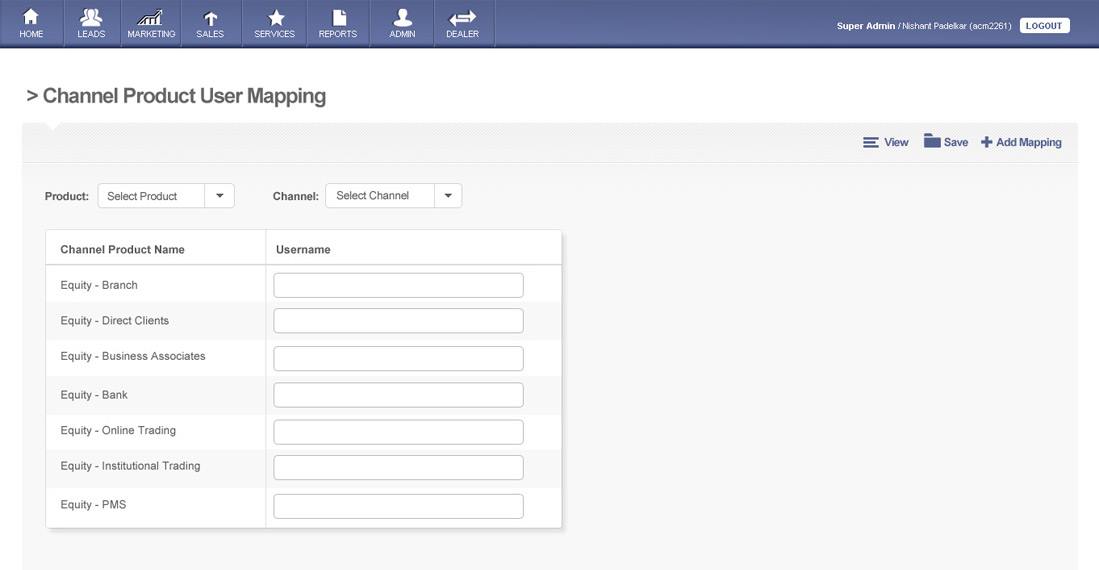 HOME LEADS MARKETING SALES SERVICES REPORTS ADMIN DEALER
Super Admin / Nishant Padelkar (acm2261) LOGOUT
> Channel Product User Mapping
View Save Add Mapping
Product: Select Product Channel: Select Channel
Channel Product Name Username
Equity - Branch
Equity - Direct Clients
Equity - Business Associates
Equity - Bank
Equity - Online Trading
Equity - Institutional Trading
Equity - PMS